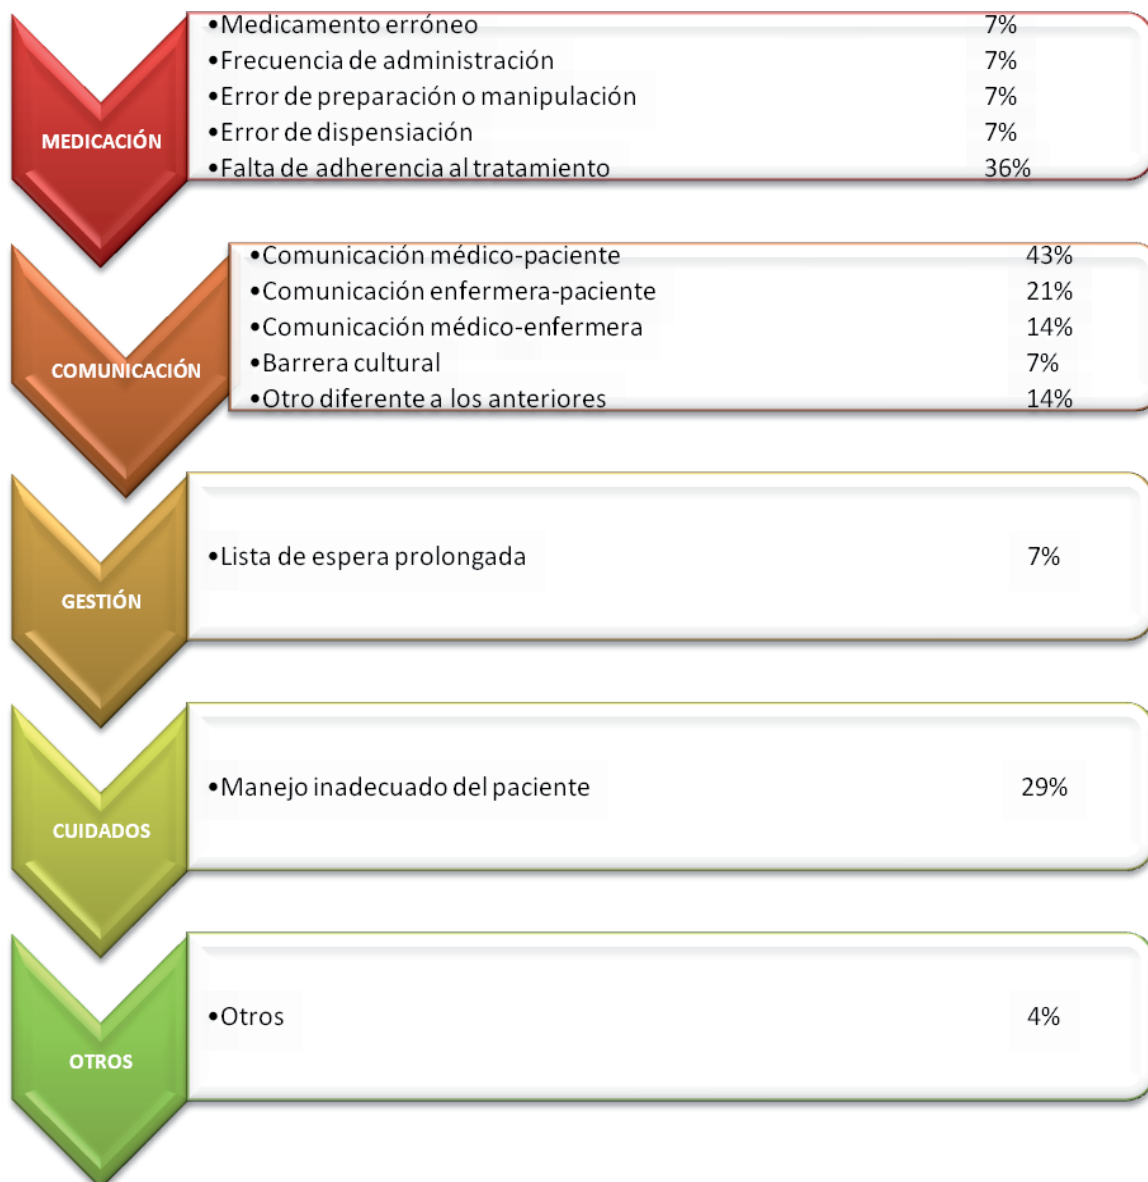 MEDICACIÓN
•Medicamento erróneo 7%
•Frecuencia de administración 7%
•Error de preparación o manipulación 7%
•Error de dispensiación 7%
•Falta de adherencia al tratamiento 36%
COMUNICACIÓN
•Comunicación médico-paciente 43%
•Comunicación enfermera-paciente 21%
•Comunicación médico-enfermera 14%
•Barrera cultural 7%
•Otro diferente a los anteriores 14%
GESTIÓN
•Lista de espera prolongada 7%
CUIDADOS
•Manejo inadecuado del paciente 29%
OTROS
•Otros 4%